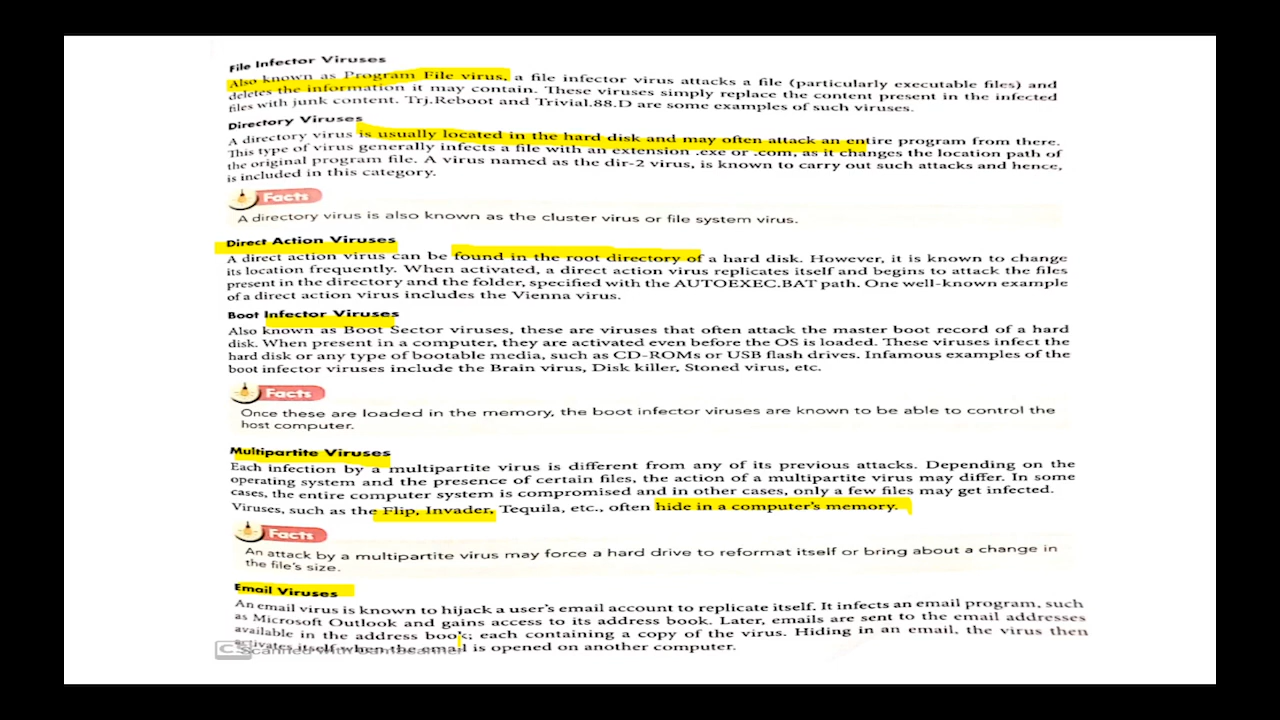 File Infector Viruses
Also known as Program File virus, a file infector virus attacks a file (particularly executable files) and
deletes the information it may contain. These viruses simply replace the content present in the infected
files with junk content. Trj.Reboot and Trivial.88.D are some examples of such viruses.
Directory Viruses
A directory virus is usually located in the hard disk and may often attack an entire program from there.
This type of virus generally infects a file with an extension .exe or .com, as it changes the location path of
the original program file. A virus named as the dir-2 virus, is known to carry out such attacks and hence,
is included in this category.
Facts
A directory virus is also known as the cluster virus or file system virus.
Direct Action Viruses
A direct action virus can be found in the root directory of a hard disk. However, it is known to change
its location frequently. When activated, a direct action virus replicates itself and begins to attack the files
present in the directory and the folder, specified with the AUTOEXEC.BAT path. One well-known example
of a direct action virus includes the Vienna virus.
Boot Infector Viruses
Also known as Boot Sector viruses, these are viruses that often attack the master boot record of a hard
disk. When present in a computer, they are activated even before the OS is loaded. These viruses infect the
hard disk or any type of bootable media, such as CD-ROMs or USB flash drives. Infamous examples of the
boot infector viruses include the Brain virus, Disk killer, Stoned virus, etc.
Facts
Once these are loaded in the memory, the boot infector viruses are known to be able to control the
host computer.
Multipartite Viruses
Each infection by a multipartite virus is different from any of its previous attacks. Depending on the
operating system and the presence of certain files, the action of a multipartite virus may differ. In some
cases, the entire computer system is compromised and in other cases, only a few files may get infected.
Viruses, such as the Flip, Invader, Tequila, etc., often hide in a computer's memory.
Facts
An attack by a multipartite virus may force a hard drive to reformat itself or bring about a change in
the file's size.
Email Viruses
An email virus is known to hijack a user's email account to replicate itself. It infects an email program, such
as Microsoft Outlook and gains access to its address book. Later, emails are sent to the email addresses
available in the address book; each containing a copy of the virus. Hiding in an email, the virus then
activates itself when the email is opened on another computer.
CS Scanned with CamScanner